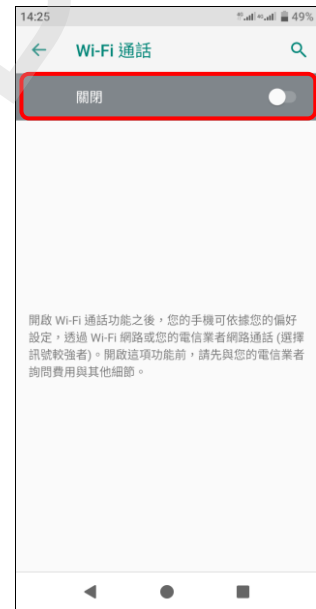 14:25 49%
Wi-Fi 通話
關閉
開啟 Wi-Fi 通話功能之後，您的手機可依據您的偏好
設定，透過 Wi-Fi 網路或您的電信業者網路通話 (選擇
訊號較強者)。開啟這項功能前，請先與您的電信業者
詢問費用與其他細節。